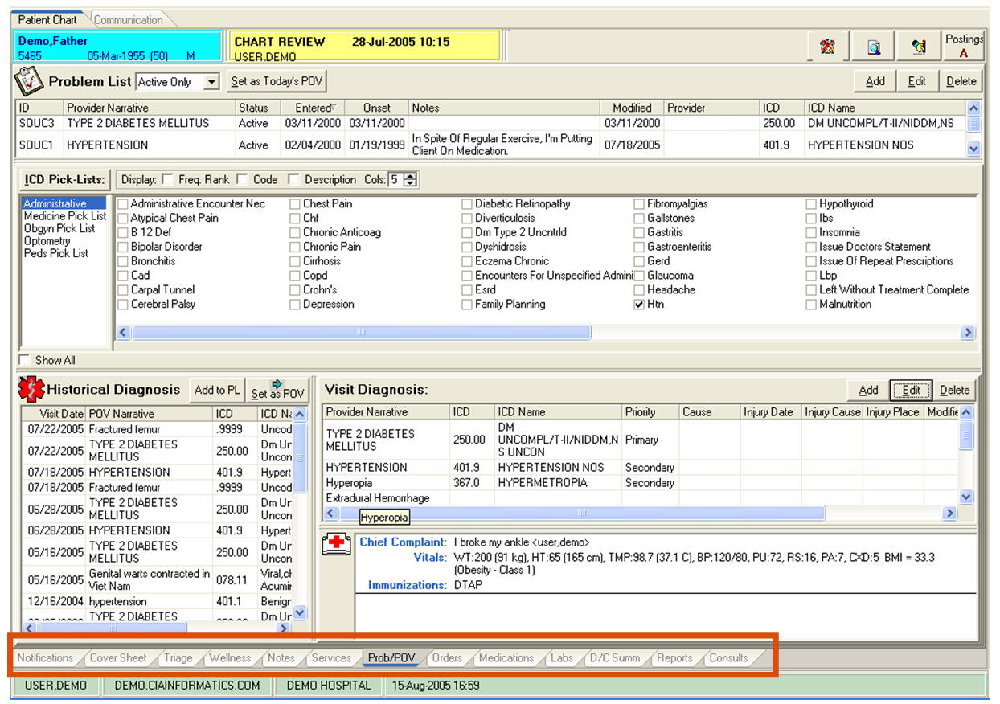 Patient Chart Communication
Demo,Father
5465 05-Mar-1955 (50) M
CHART REVIEW 28-Jul-2005 10:15
USER,DEMO
Postings
A
Problem List Active Only Set as Today's POV Add Edit Delete
ID Provider Narrative Status Entered Onset Notes Modified Provider ICD ICD Name
SOUC3 TYPE 2 DIABETES MELLITUS Active 03/11/2000 03/11/2000 03/11/2000 250.00 DM UNCOMPL/T-II/NIDDM,NS
SOUC1 HYPERTENSION Active 02/04/2000 01/19/1999 In Spite Of Regular Exercise, I'm Putting 07/18/2005 401.9 HYPERTENSION NOS
Client On Medication.
ICD Pick-Lists: Display: Freq. Rank Code Description Cols: 5
Administrative
Medicine Pick List
Obgyn Pick List
Optometry
Peds Pick List
Administrative Encounter Nec Chest Pain Diabetic Retinopathy Fibromyalgias Hypothyroid
Atypical Chest Pain Chf Diverticulosis Gallstones Ibs
B 12 Def Chronic Anticoag Dm Type 2 Uncntrld Gastritis Insomnia
Bipolar Disorder Chronic Pain Dyshidrosis Gastroenteritis Issue Doctors Statement
Bronchitis Cirrhosis Eczema Chronic Gerd Issue Of Repeat Prescriptions
Cad Copd Encounters For Unspecified Admini Glaucoma Lbp
Carpal Tunnel Crohn's Esrd Headache Left Without Treatment Complete
Cerebral Palsy Depression Family Planning Htn Malnutrition
Show All
Historical Diagnosis Add to PL Set as POV
Visit Date POV Narrative ICD ICD Na
07/22/2005 Fractured femur .9999 Uncod
07/22/2005 TYPE 2 DIABETES MELLITUS 250.00 Dm Un Uncon
07/18/2005 HYPERTENSION 401.9 Hypert
07/18/2005 Fractured femur .9999 Uncod
06/28/2005 TYPE 2 DIABETES MELLITUS 250.00 Dm Un Uncon
06/28/2005 HYPERTENSION 401.9 Hypert
05/16/2005 TYPE 2 DIABETES MELLITUS 250.00 Dm Un Uncon
05/16/2005 Genital warts contracted in Viet Nam 078.11 Viral,ch Acumin
12/16/2004 hypertension 401.1 Benign
TYPE 2 DIABETES Dm Un
Visit Diagnosis: Add Edit Delete
Provider Narrative ICD ICD Name Priority Cause Injury Date Injury Cause Injury Place Modifie
TYPE 2 DIABETES MELLITUS 250.00 DM UNCOMPL/T-II/NIDDM,N S UNCON Primary
HYPERTENSION 401.9 HYPERTENSION NOS Secondary
Hyperopia 367.0 HYPERMETROPIA Secondary
Extradural Hemorrhage
Hyperopia
Chief Complaint: I broke my ankle <user,demo>
Vitals: WT:200 (91 kg), HT:65 (165 cm), TMP:98.7 (37.1 C), BP:120/80, PU:72, RS:16, PA:7, CXD:5 BMI = 33.3
(Obesity - Class 1)
Immunizations: DTAP
Notifications Cover Sheet Triage Wellness Notes Services Prob/POV Orders Medications Labs D/C Summ Reports Consults
USER,DEMO DEMO.CIAINFORMATICS.COM DEMO HOSPITAL 15-Aug-2005 16:59